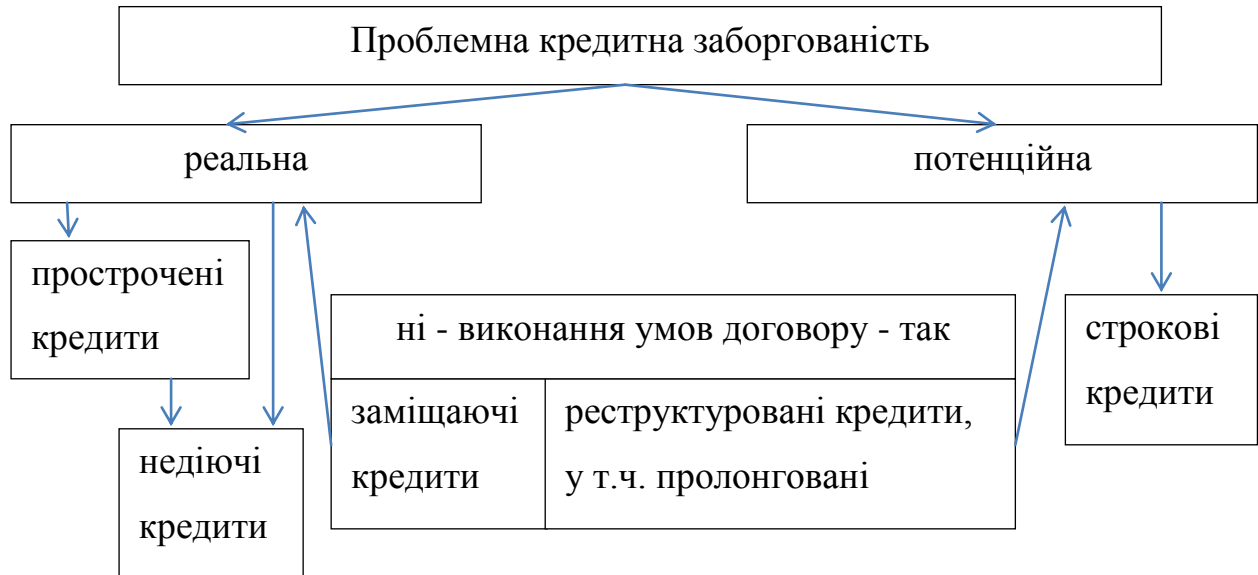 Проблемна кредитна заборгованість
реальна
потенційна
прострочені
кредити
ні - виконання умов договору - так
строкові
кредити
заміщаючі
кредити
реструктуровані кредити,
у т.ч. пролонговані
недіючі
кредити